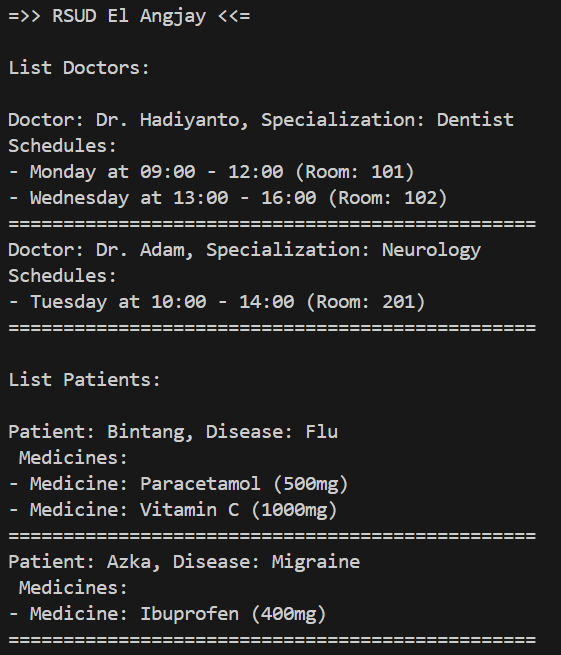 =>> RSUD El Angjay <<=
List Doctors:
Doctor: Dr. Hadiyanto, Specialization: Dentist
Schedules:
- Monday at 09:00 - 12:00 (Room: 101)
- Wednesday at 13:00 - 16:00 (Room: 102)
================================================
Doctor: Dr. Adam, Specialization: Neurology
Schedules:
- Tuesday at 10:00 - 14:00 (Room: 201)
================================================
List Patients:
Patient: Bintang, Disease: Flu
 Medicines:
- Medicine: Paracetamol (500mg)
- Medicine: Vitamin C (1000mg)
================================================
Patient: Azka, Disease: Migraine
 Medicines:
- Medicine: Ibuprofen (400mg)
================================================